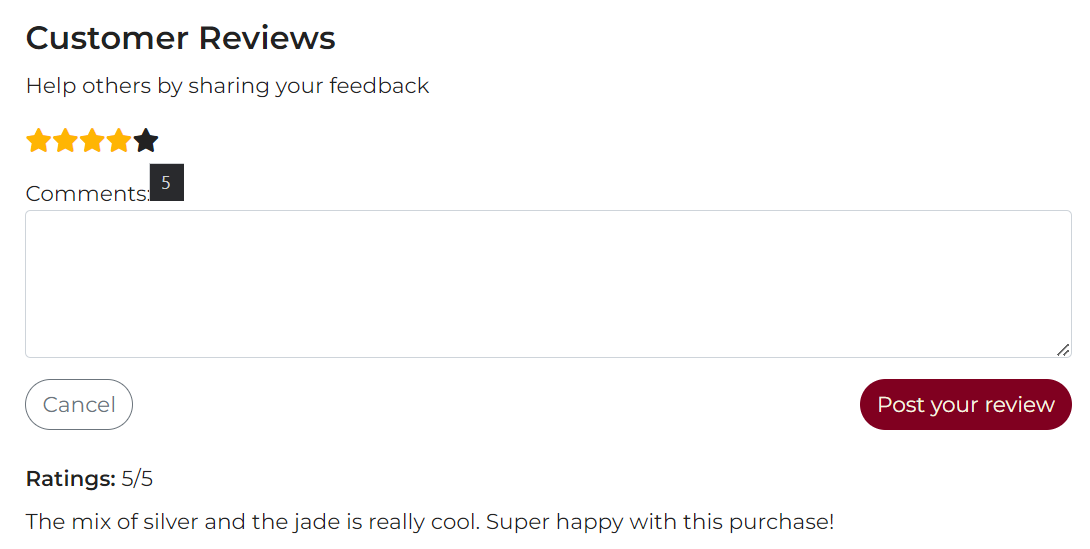 Customer Reviews
Help others by sharing your feedback
5
Comments:
Cancel
Post your review
Ratings: 5/5
The mix of silver and the jade is really cool. Super happy with this purchase!